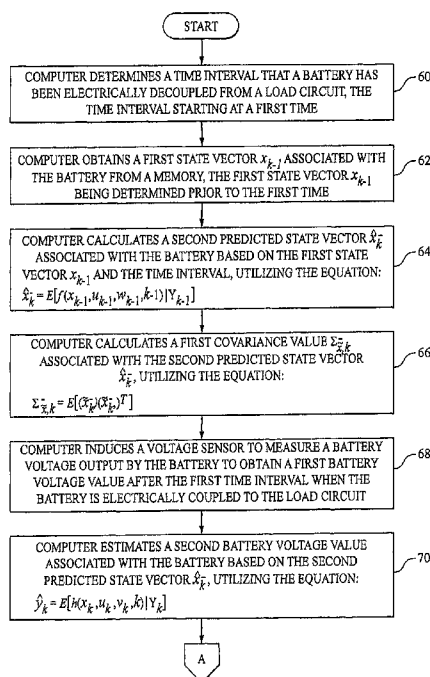 START
COMPUTER DETERMINES A TIME INTERVAL THAT A BATTERY HAS
BEEN ELECTRICALLY DECOUPLED FROM A LOAD CIRCUIT, THE
TIME INTERVAL STARTING AT A FIRST TIME
60
COMPUTER OBTAINS A FIRST STATE VECTOR x_{k-1} ASSOCIATED WITH
THE BATTERY FROM A MEMORY, THE FIRST STATE VECTOR x_{k-1}
BEING DETERMINED PRIOR TO THE FIRST TIME
62
COMPUTER CALCULATES A SECOND PREDICTED STATE VECTOR x̂_k^-
ASSOCIATED WITH THE BATTERY BASED ON THE FIRST STATE
VECTOR x_{k-1} AND THE TIME INTERVAL, UTILIZING THE EQUATION:
x̂_k^- = E[f(x_{k-1},u_{k-1},w_{k-1},k-1)|Y_{k-1}]
64
COMPUTER CALCULATES A FIRST COVARIANCE VALUE Σ_{x̃,k}^-
ASSOCIATED WITH THE SECOND PREDICTED STATE VECTOR
x̂_k^-, UTILIZING THE EQUATION:
Σ_{x̃,k}^- = E[(x̃_k^-)(x̃_k^-)^T]
66
COMPUTER INDUCES A VOLTAGE SENSOR TO MEASURE A BATTERY
VOLTAGE OUTPUT BY THE BATTERY TO OBTAIN A FIRST BATTERY
VOLTAGE VALUE AFTER THE FIRST TIME INTERVAL WHEN THE
BATTERY IS ELECTRICALLY COUPLED TO THE LOAD CIRCUIT
68
COMPUTER ESTIMATES A SECOND BATTERY VOLTAGE VALUE
ASSOCIATED WITH THE BATTERY BASED ON THE SECOND
PREDICTED STATE VECTOR x̂_k^-, UTILIZING THE EQUATION:
ŷ_k = E[h(x_k,u_k,v_k,k)|Y_k]
70
A